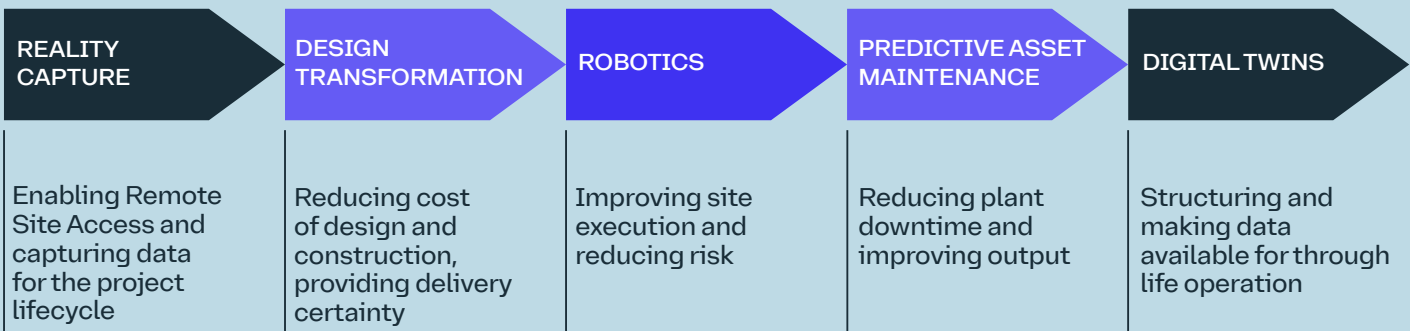 REALITY
CAPTURE
DESIGN
TRANSFORMATION
ROBOTICS
PREDICTIVE ASSET
MAINTENANCE
DIGITAL TWINS
Enabling Remote
Site Access and
capturing data
for the project
lifecycle
Reducing cost
of design and
construction,
providing delivery
certainty
Improving site
execution and
reducing risk
Reducing plant
downtime and
improving output
Structuring and
making data
available for through
life operation